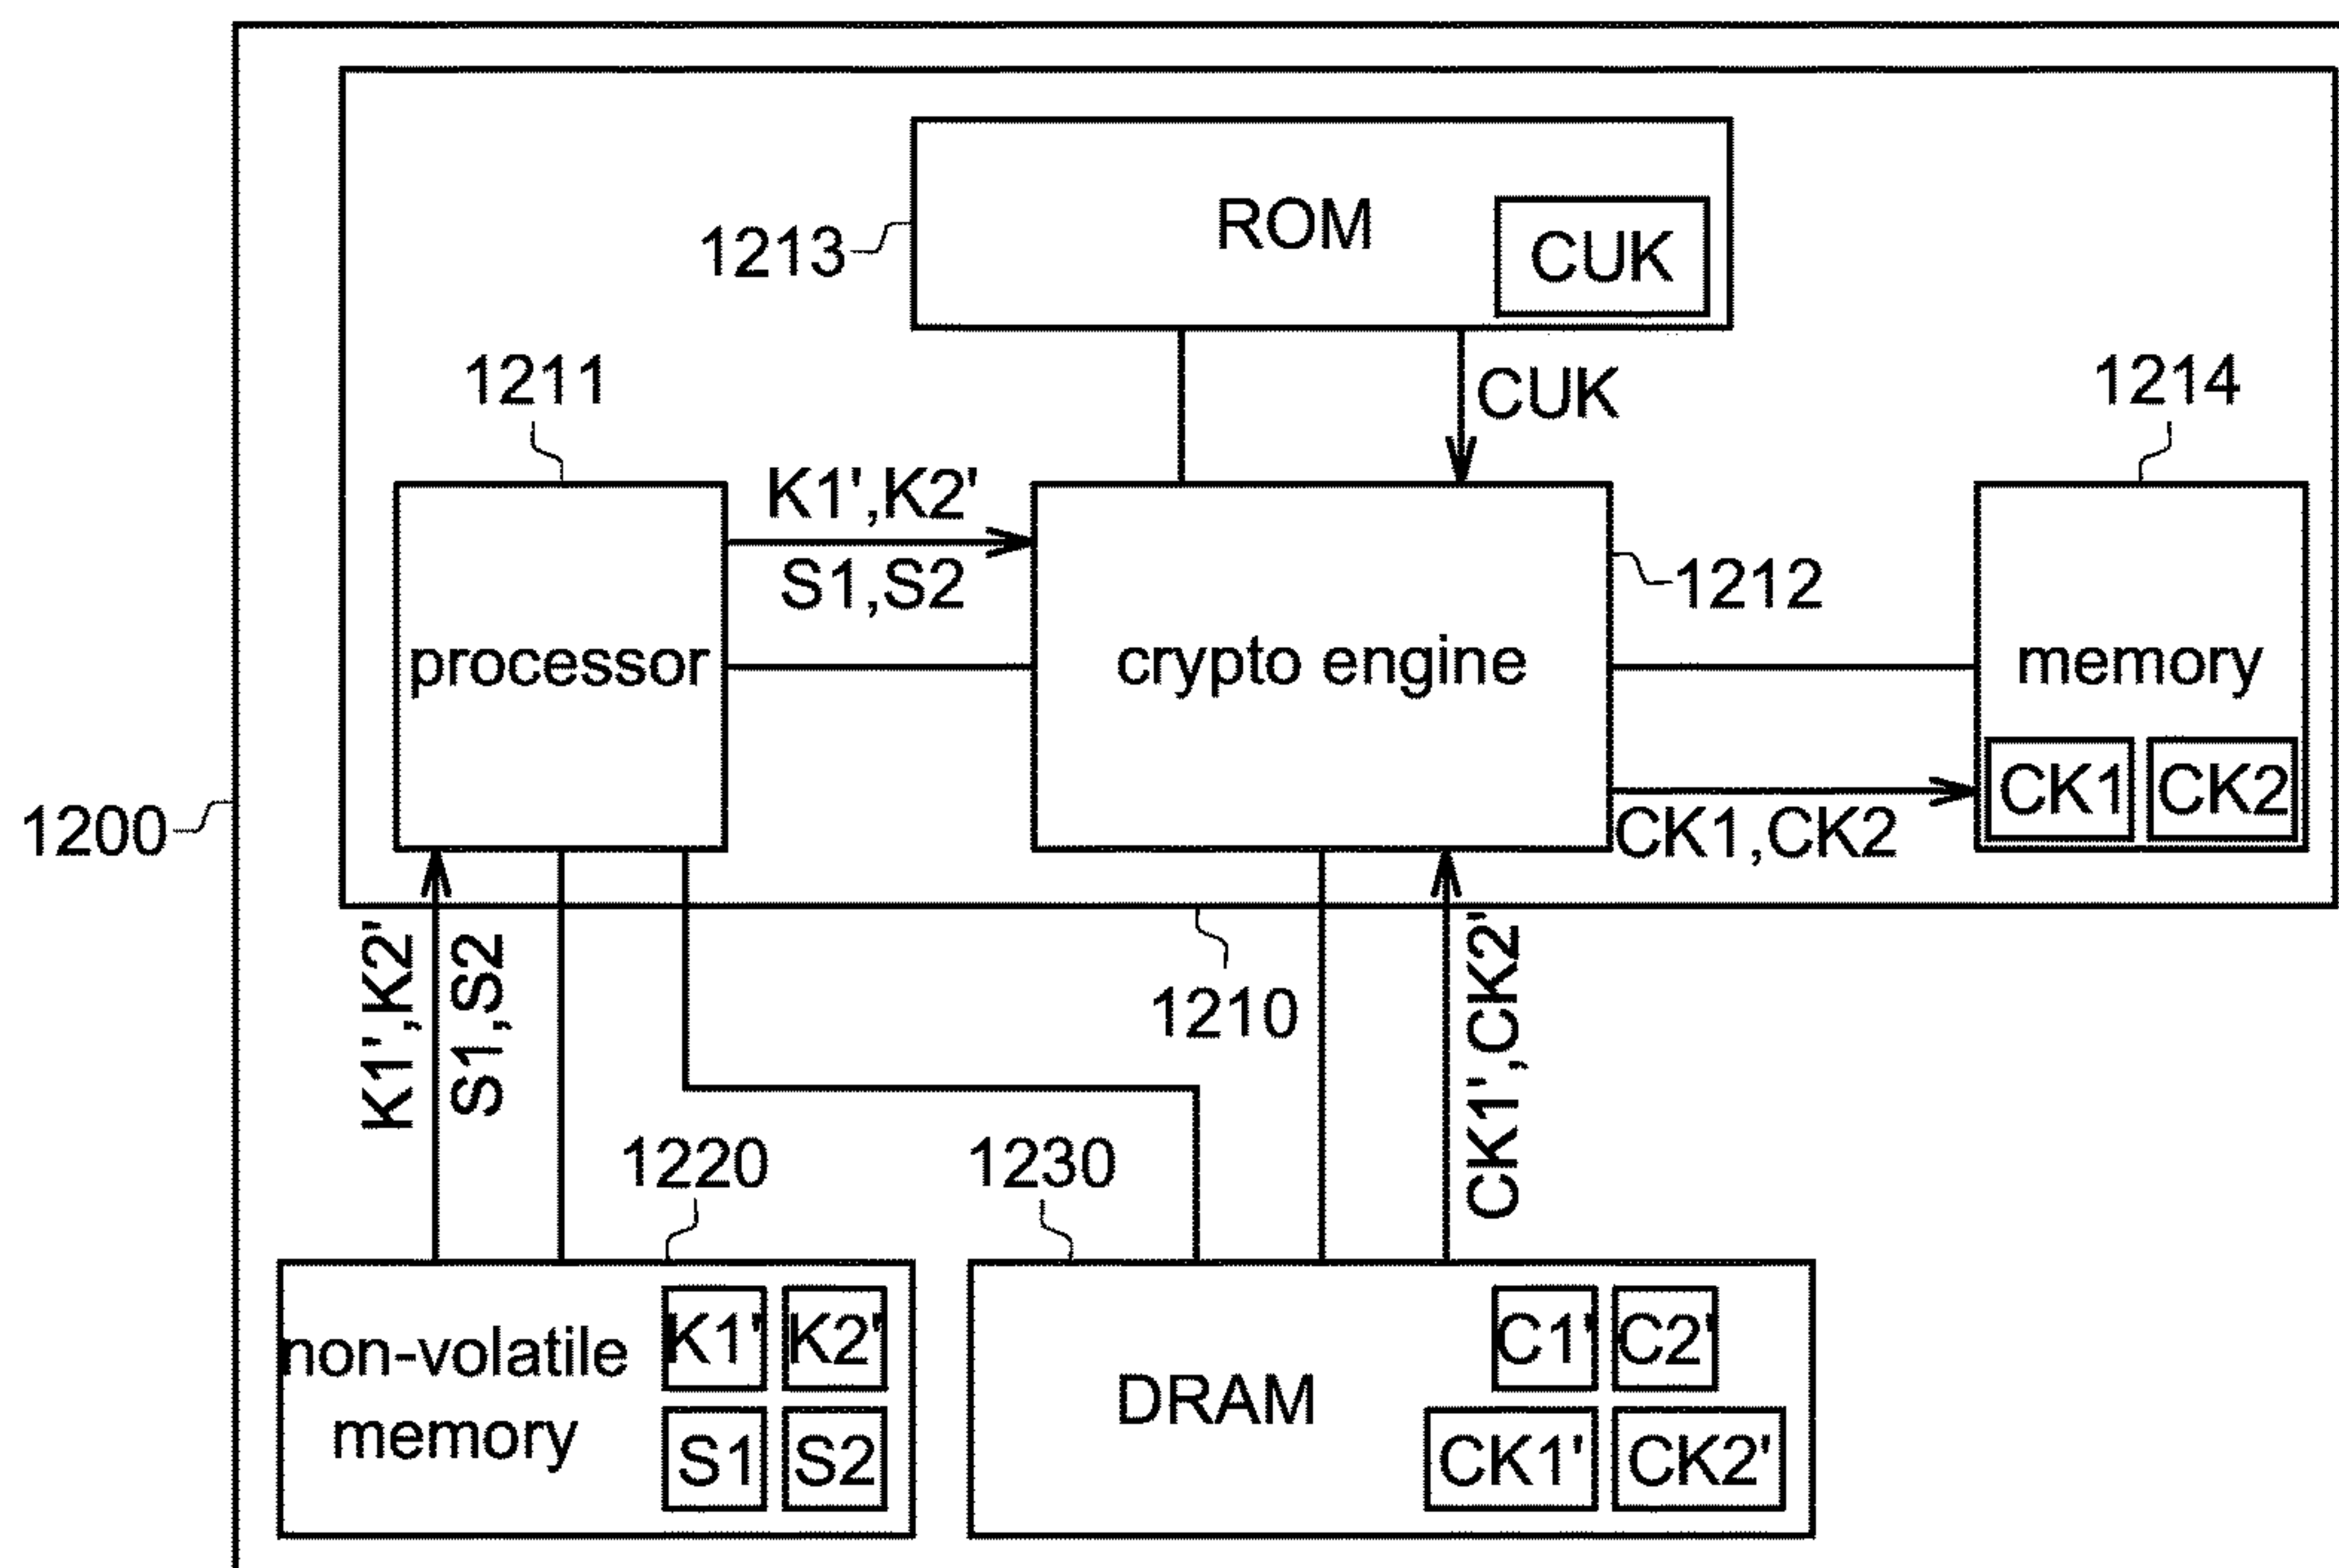 ROM
CUK
1213
CUK
1211
1214
K1',K2'
S1,S2
1212
processor
crypto engine
memory
CK1
CK2
CK1,CK2
1200
K1',K2'
S1,S2
1210
CK1',CK2'
1220
1230
non-volatile
memory
K1'
K2'
S1
S2
DRAM
C1'
C2'
CK1'
CK2'